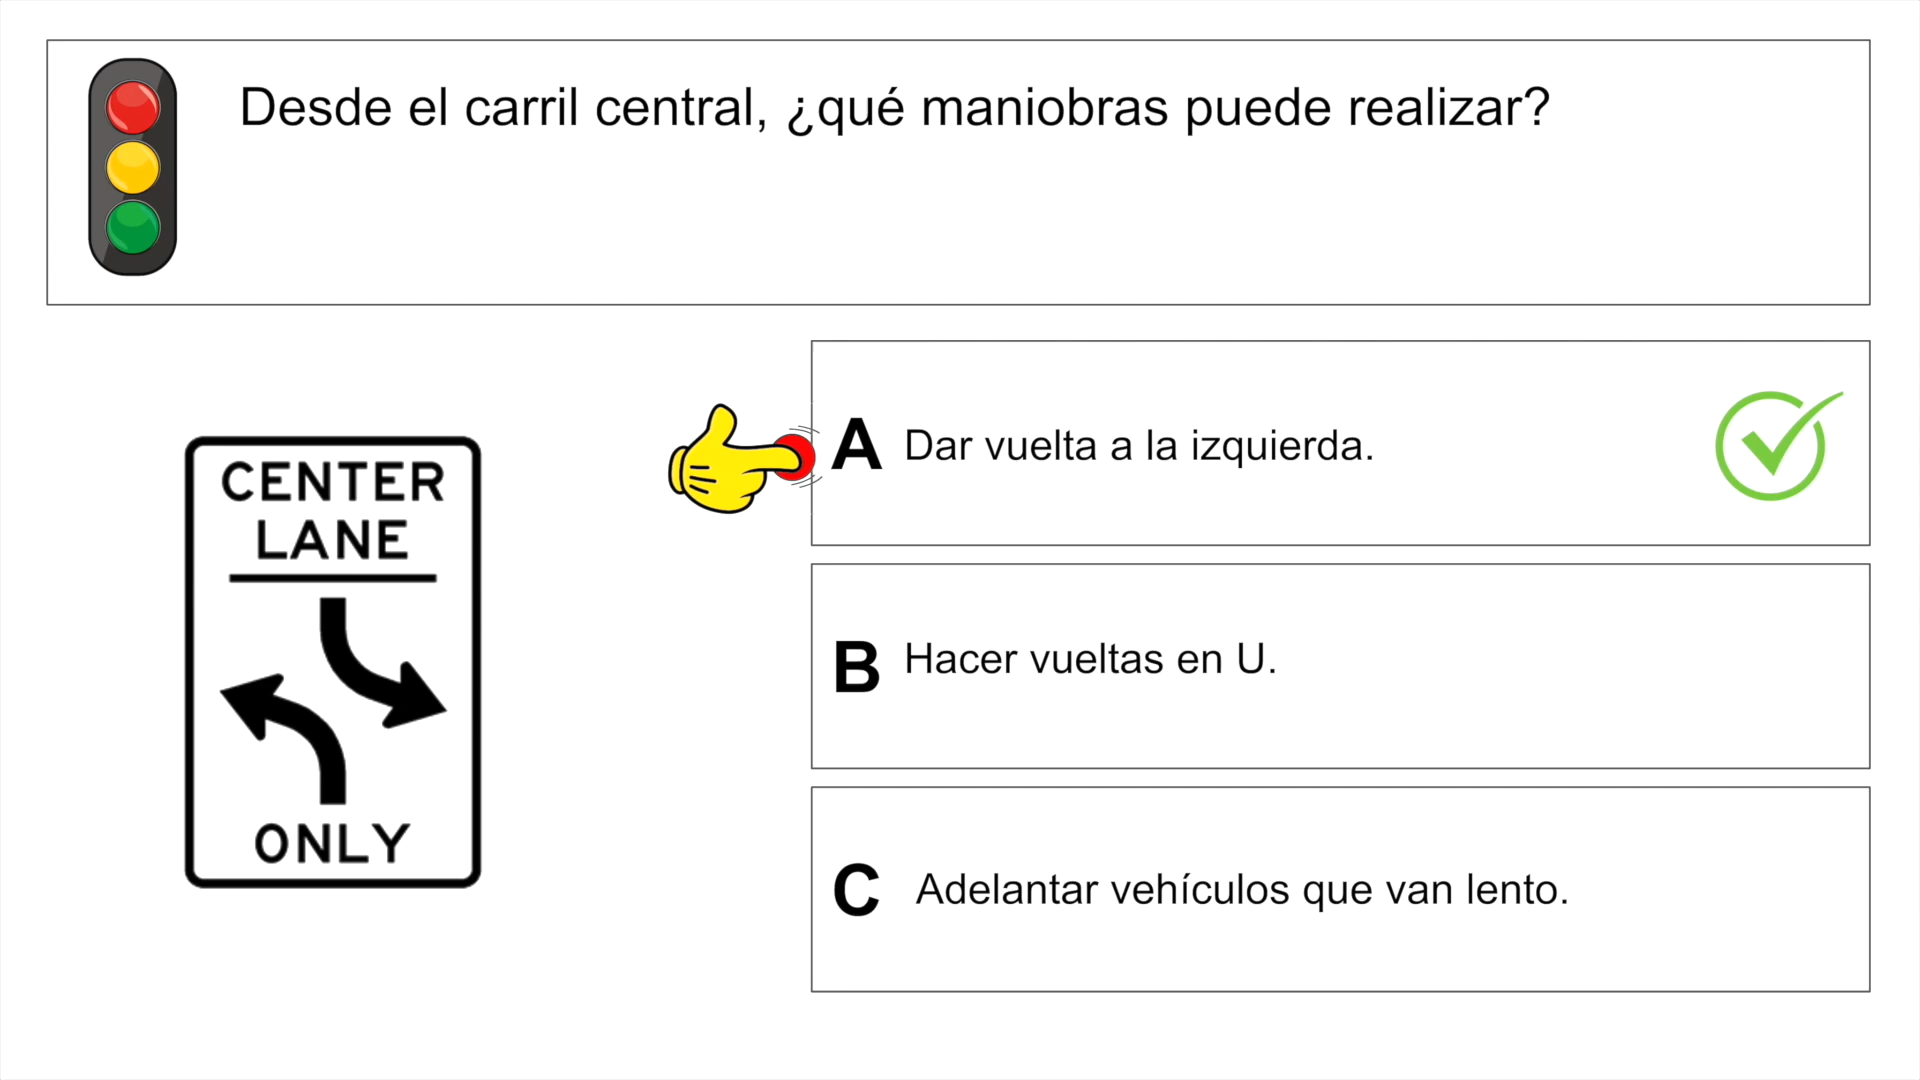 Desde el carril central, ¿qué maniobras puede realizar?
CENTER
LANE
ONLY
A Dar vuelta a la izquierda.
B Hacer vueltas en U.
C Adelantar vehículos que van lento.